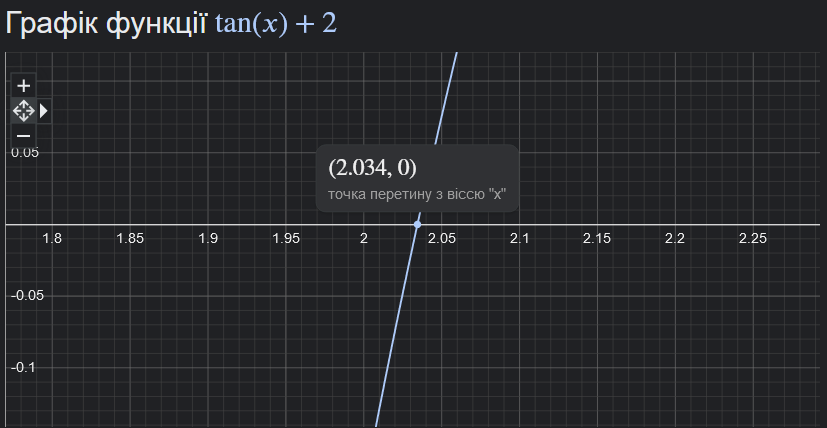 Графік функції tan(x) + 2
+
−
0.05
(2.034, 0)
точка перетину з віссю "x"
1.8 1.85 1.9 1.95 2 2.05 2.1 2.15 2.2 2.25
-0.05
-0.1